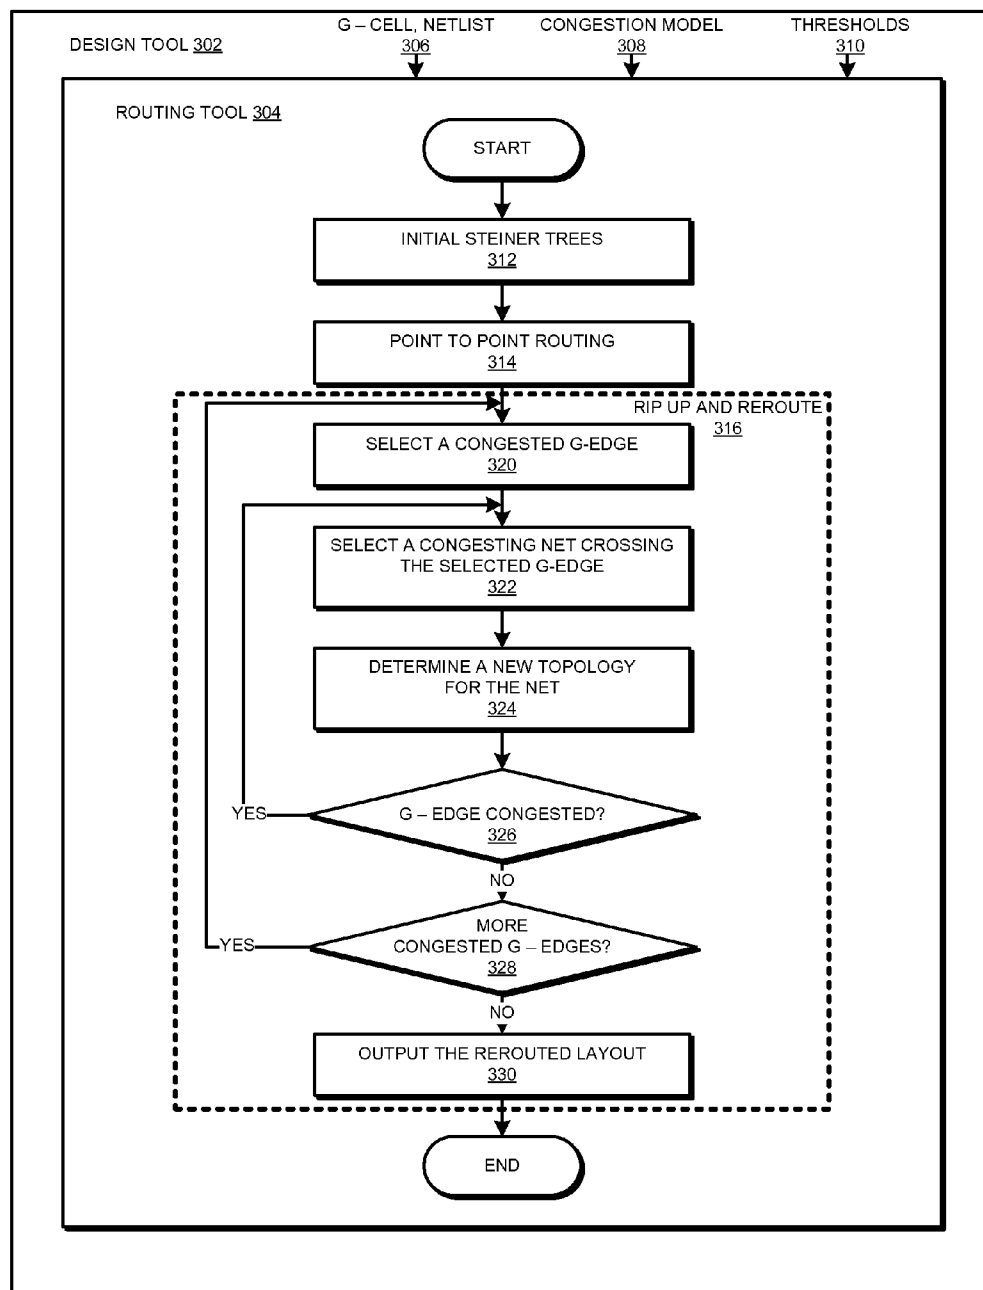 DESIGN TOOL 302
G – CELL, NETLIST
306
CONGESTION MODEL
308
THRESHOLDS
310
ROUTING TOOL 304
START
INITIAL STEINER TREES
312
POINT TO POINT ROUTING
314
RIP UP AND REROUTE
316
SELECT A CONGESTED G-EDGE
320
SELECT A CONGESTING NET CROSSING
THE SELECTED G-EDGE
322
DETERMINE A NEW TOPOLOGY
FOR THE NET
324
YES
G – EDGE CONGESTED?
326
NO
YES
MORE
CONGESTED G – EDGES?
328
NO
OUTPUT THE REROUTED LAYOUT
330
END